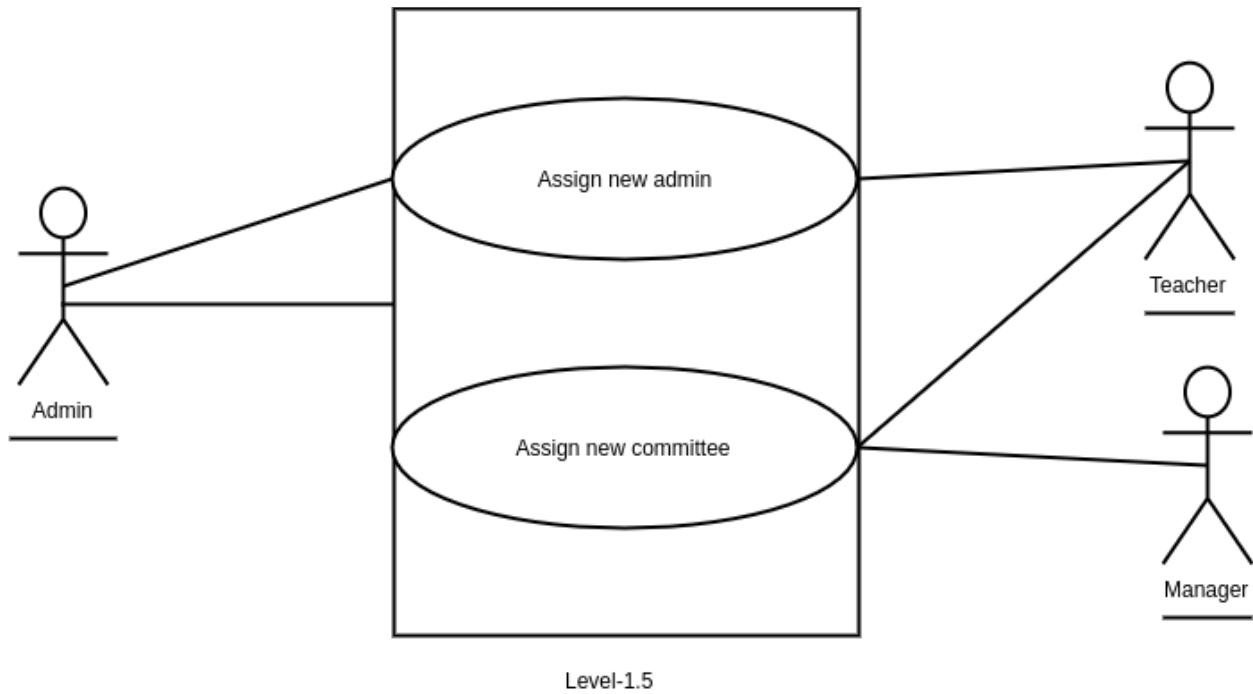 Assign new admin
Teacher
Admin
Assign new committee
Manager
Level-1.5